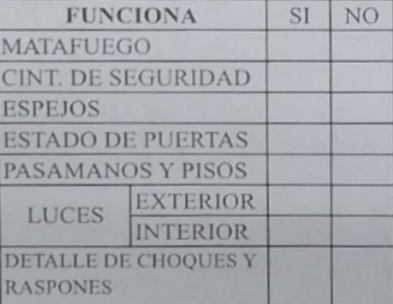 FUNCIONA SI NO
MATAFUEGO
CINT. DE SEGURIDAD
ESPEJOS
ESTADO DE PUERTAS
PASAMANOS Y PISOS
LUCES EXTERIOR
INTERIOR
DETALLE DE CHOQUES Y
RASPONES